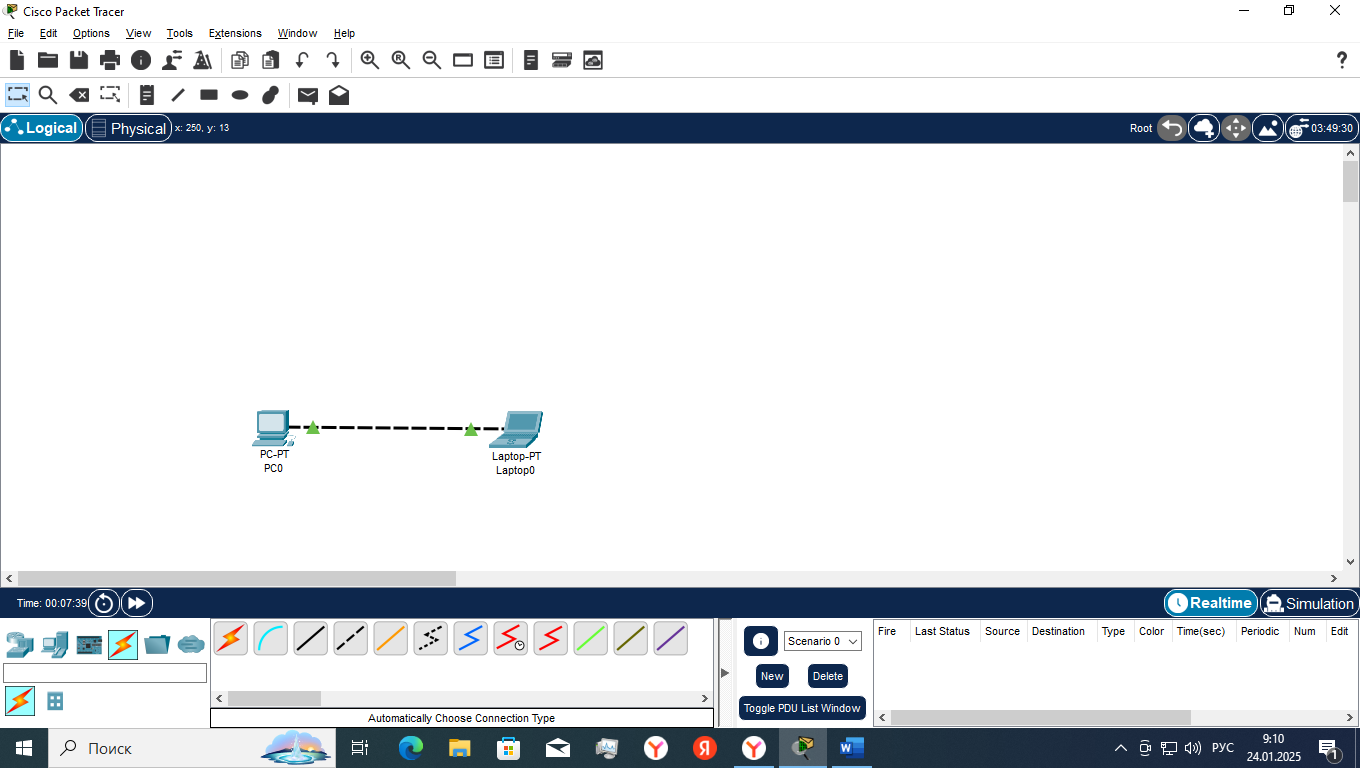 Cisco Packet Tracer
File Edit Options View Tools Extensions Window Help
Logical Physical x: 250, y: 13 Root 03:49:30
PC-PT
PC0
Laptop-PT
Laptop0
Time: 00:07:39 Realtime Simulation
Scenario 0
New Delete
Toggle PDU List Window
Fire Last Status Source Destination Type Color Time(sec) Periodic Num Edit
Automatically Choose Connection Type
Поиск
РУС
9:10
24.01.2025
1